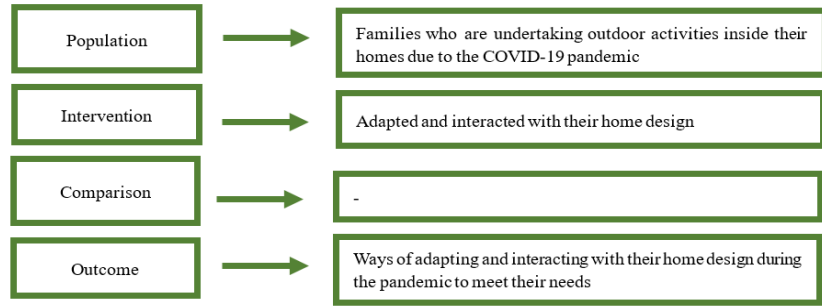 Population
Families who are undertaking outdoor activities inside their
homes due to the COVID-19 pandemic
Intervention
Adapted and interacted with their home design
Comparison
-
Outcome
Ways of adapting and interacting with their home design during
the pandemic to meet their needs